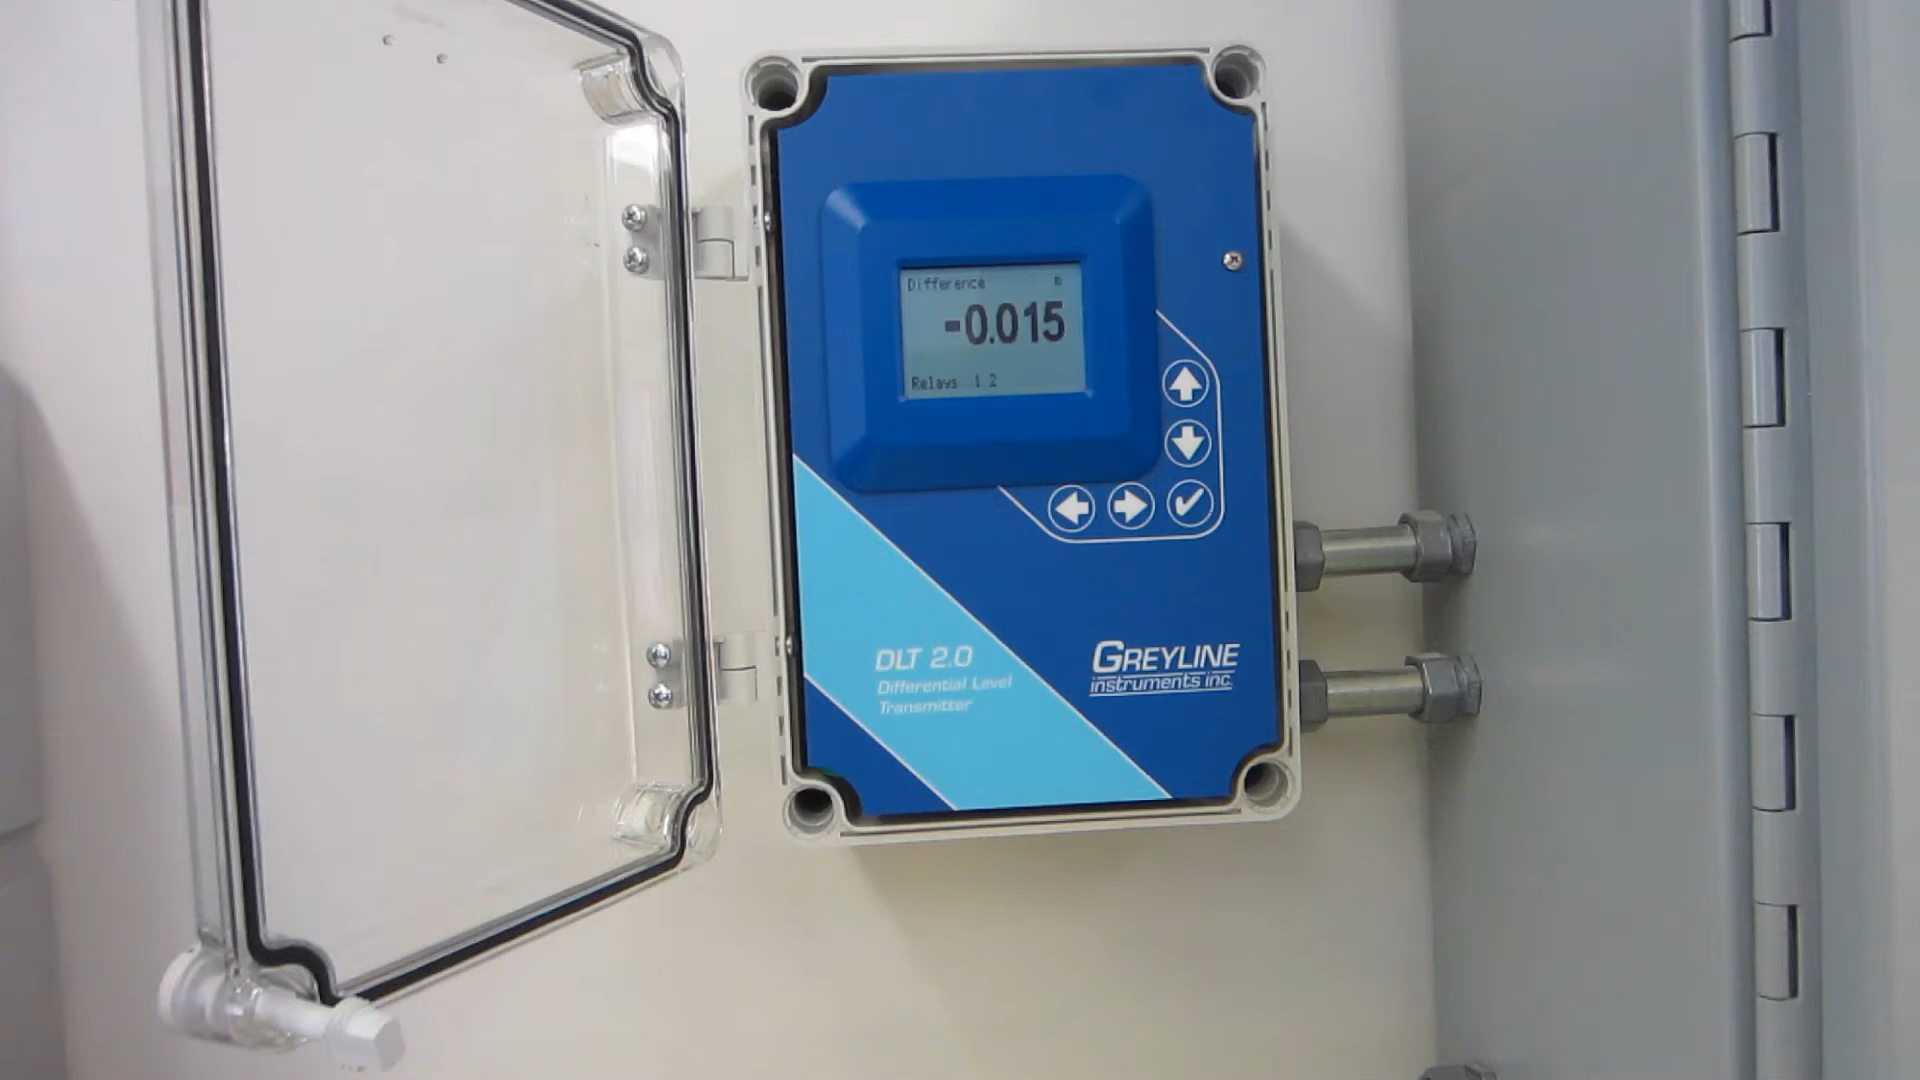 Difference m
-0.015
Relays 1 2
DLT 2.0
Differential Level
Transmitter
GREYLINE
instruments inc.